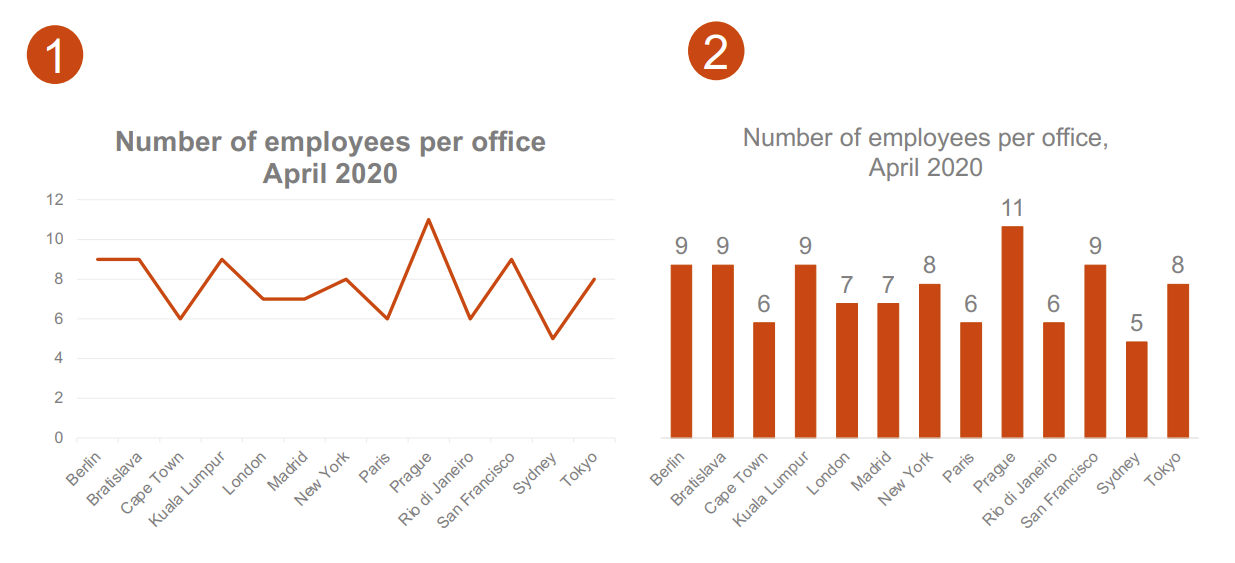 1
Number of employees per office
April 2020
12
10
8
6
4
2
0
Berlin
Bratislava
Cape Town
Kuala Lumpur
London
Madrid
New York
Paris
Prague
Rio di Janeiro
San Francisco
Sydney
Tokyo
2
Number of employees per office,
April 2020
9
9
6
9
7
7
8
6
11
6
9
5
8
Berlin
Bratislava
Cape Town
Kuala Lumpur
London
Madrid
New York
Paris
Prague
Rio di Janeiro
San Francisco
Sydney
Tokyo